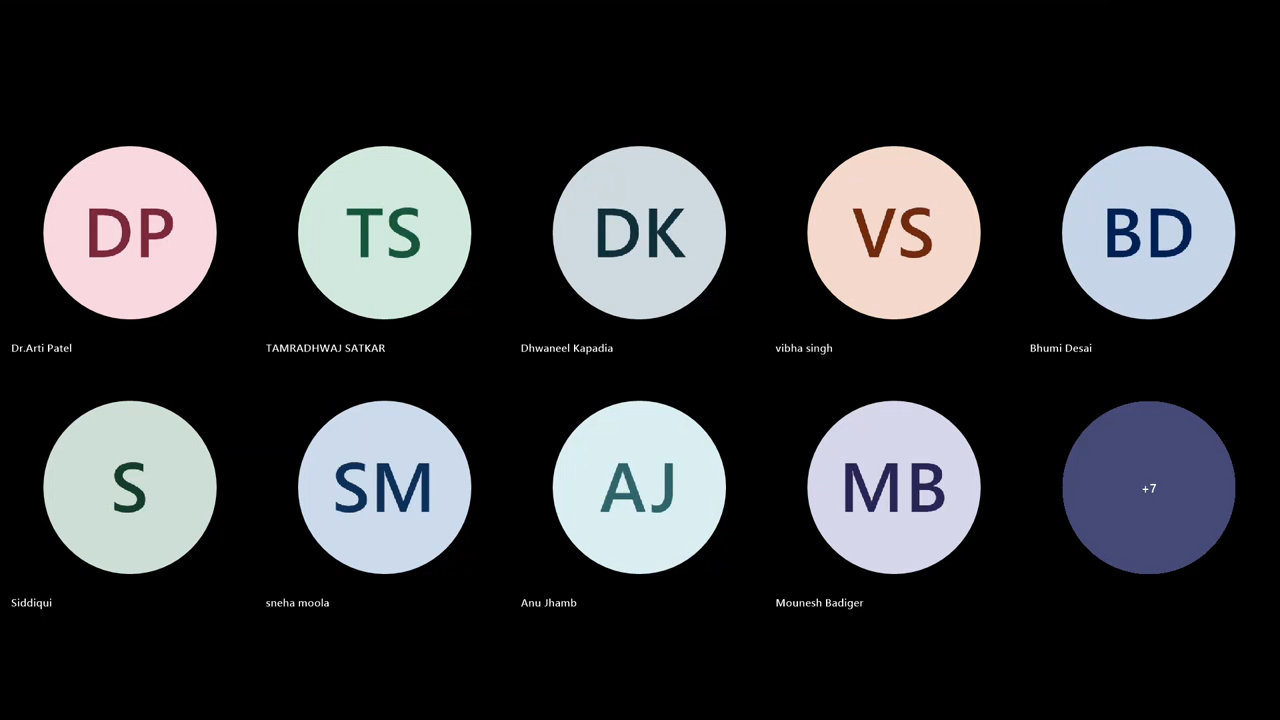 DP TS DK VS BD
Dr.Arti Patel TAMRADHWAJ SATKAR Dhwaneel Kapadia vibha singh Bhumi Desai
S SM AJ MB +7
Siddiqui sneha moola Anu Jhamb Mounesh Badiger